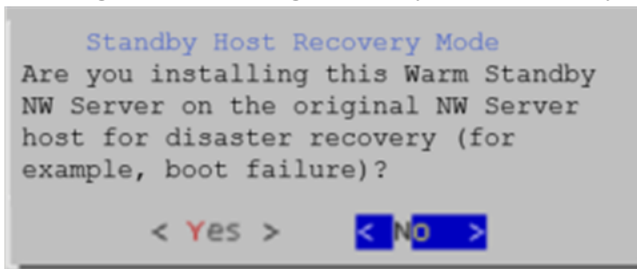 Standby Host Recovery Mode
Are you installing this Warm Standby
NW Server on the original NW Server
host for disaster recovery (for
example, boot failure)?
< Yes > < No >